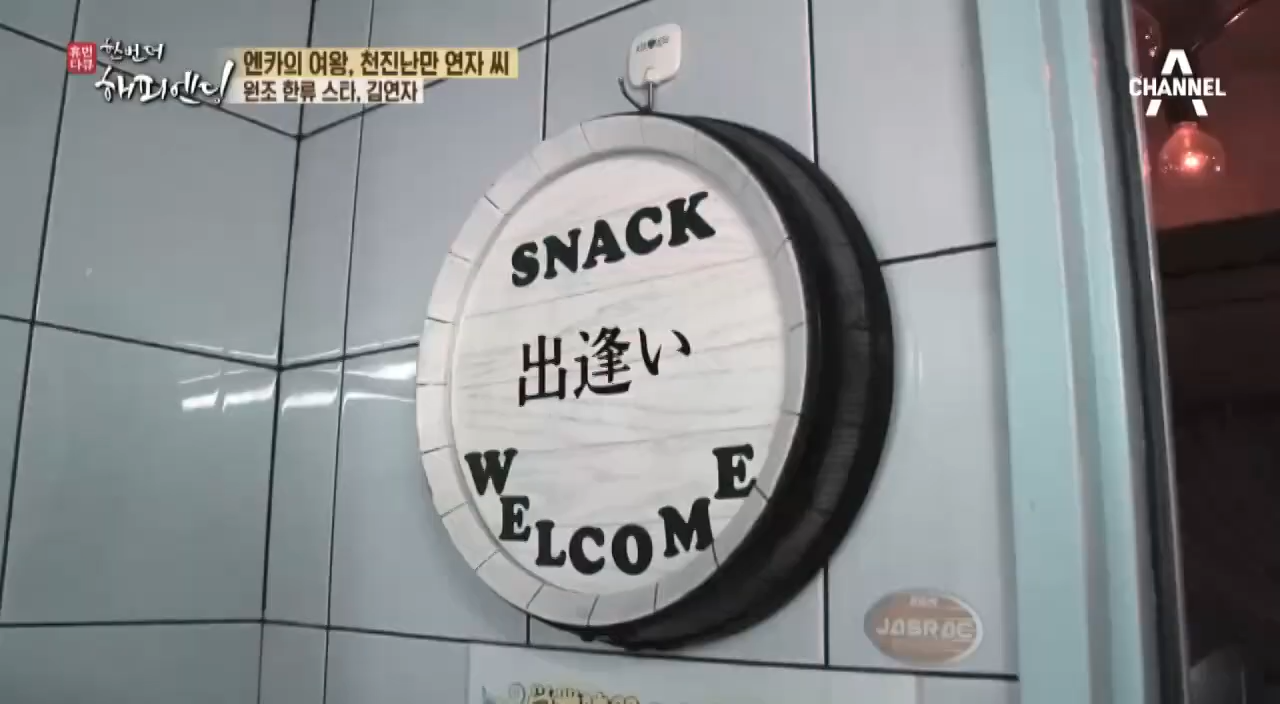 휴먼다큐
한번더
해피엔딩
엔카의 여왕, 천진난만 연자 씨
원조 한류 스타, 김연자
CHANNEL A
SNACK
出逢い
WELCOME
JASRAC